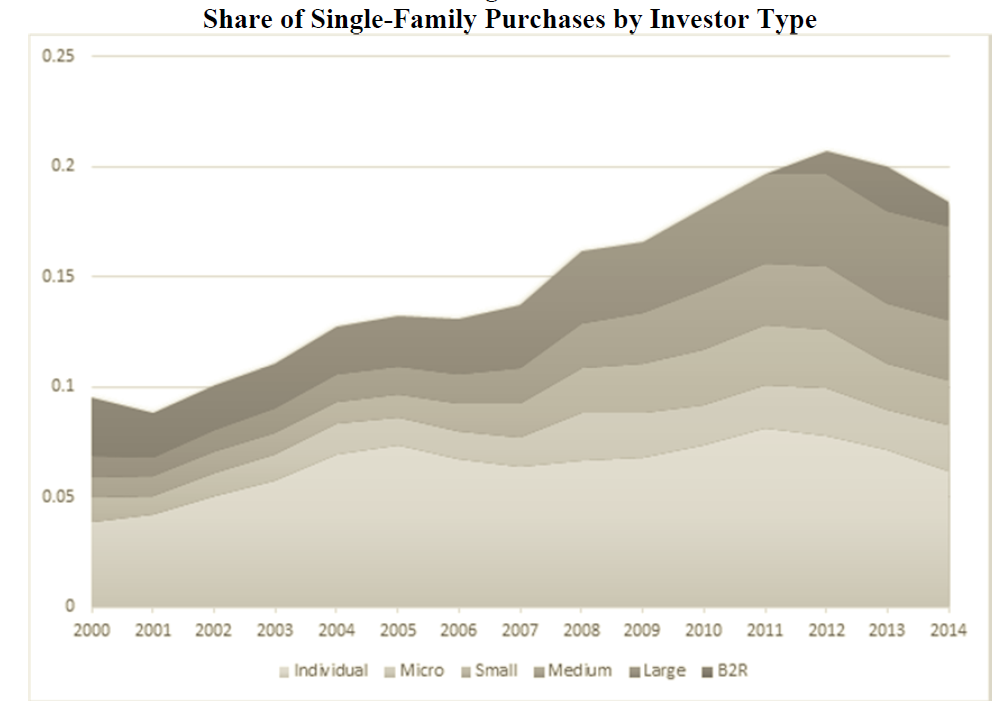 Share of Single-Family Purchases by Investor Type
0.25
0.2
0.15
0.1
0.05
0
2000 2001 2002 2003 2004 2005 2006 2007 2008 2009 2010 2011 2012 2013 2014
Individual Micro Small Medium Large B2R